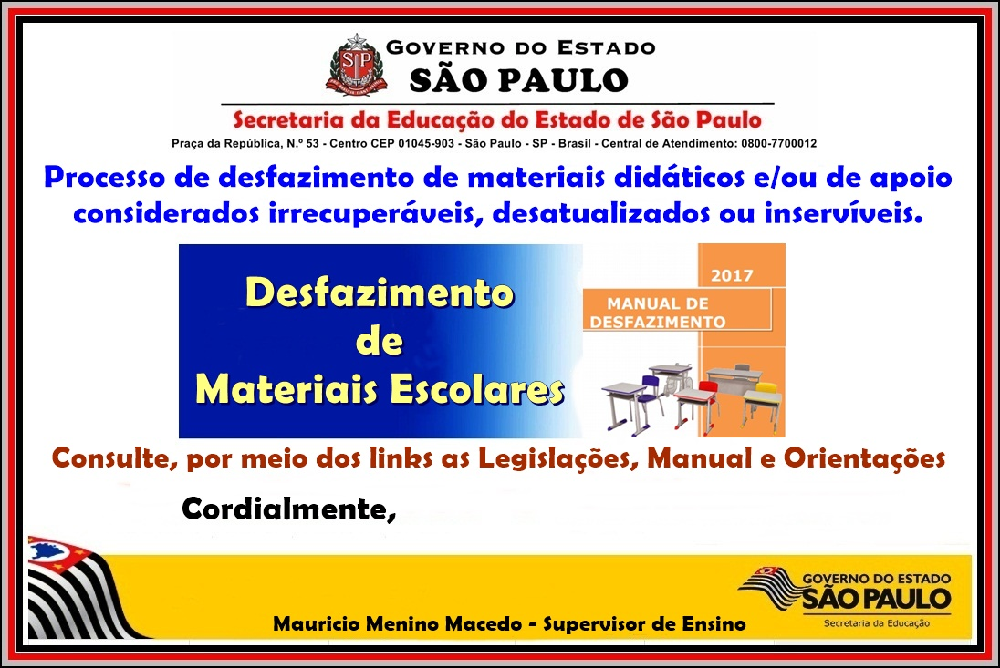 SP
GOVERNO DO ESTADO
SÃO PAULO
Secretaria da Educação do Estado de São Paulo
Praça da República, N.º 53 - Centro CEP 01045-903 - São Paulo - SP - Brasil - Central de Atendimento: 0800-7700012
Processo de desfazimento de materiais didáticos e/ou de apoio
considerados irrecuperáveis, desatualizados ou inservíveis.
Desfazimento
de
Materiais Escolares
2017
MANUAL DE
DESFAZIMENTO
Consulte, por meio dos links as Legislações, Manual e Orientações
Cordialmente,
GOVERNO DO ESTADO
SÃO PAULO
Secretaria da Educação
Mauricio Menino Macedo - Supervisor de Ensino